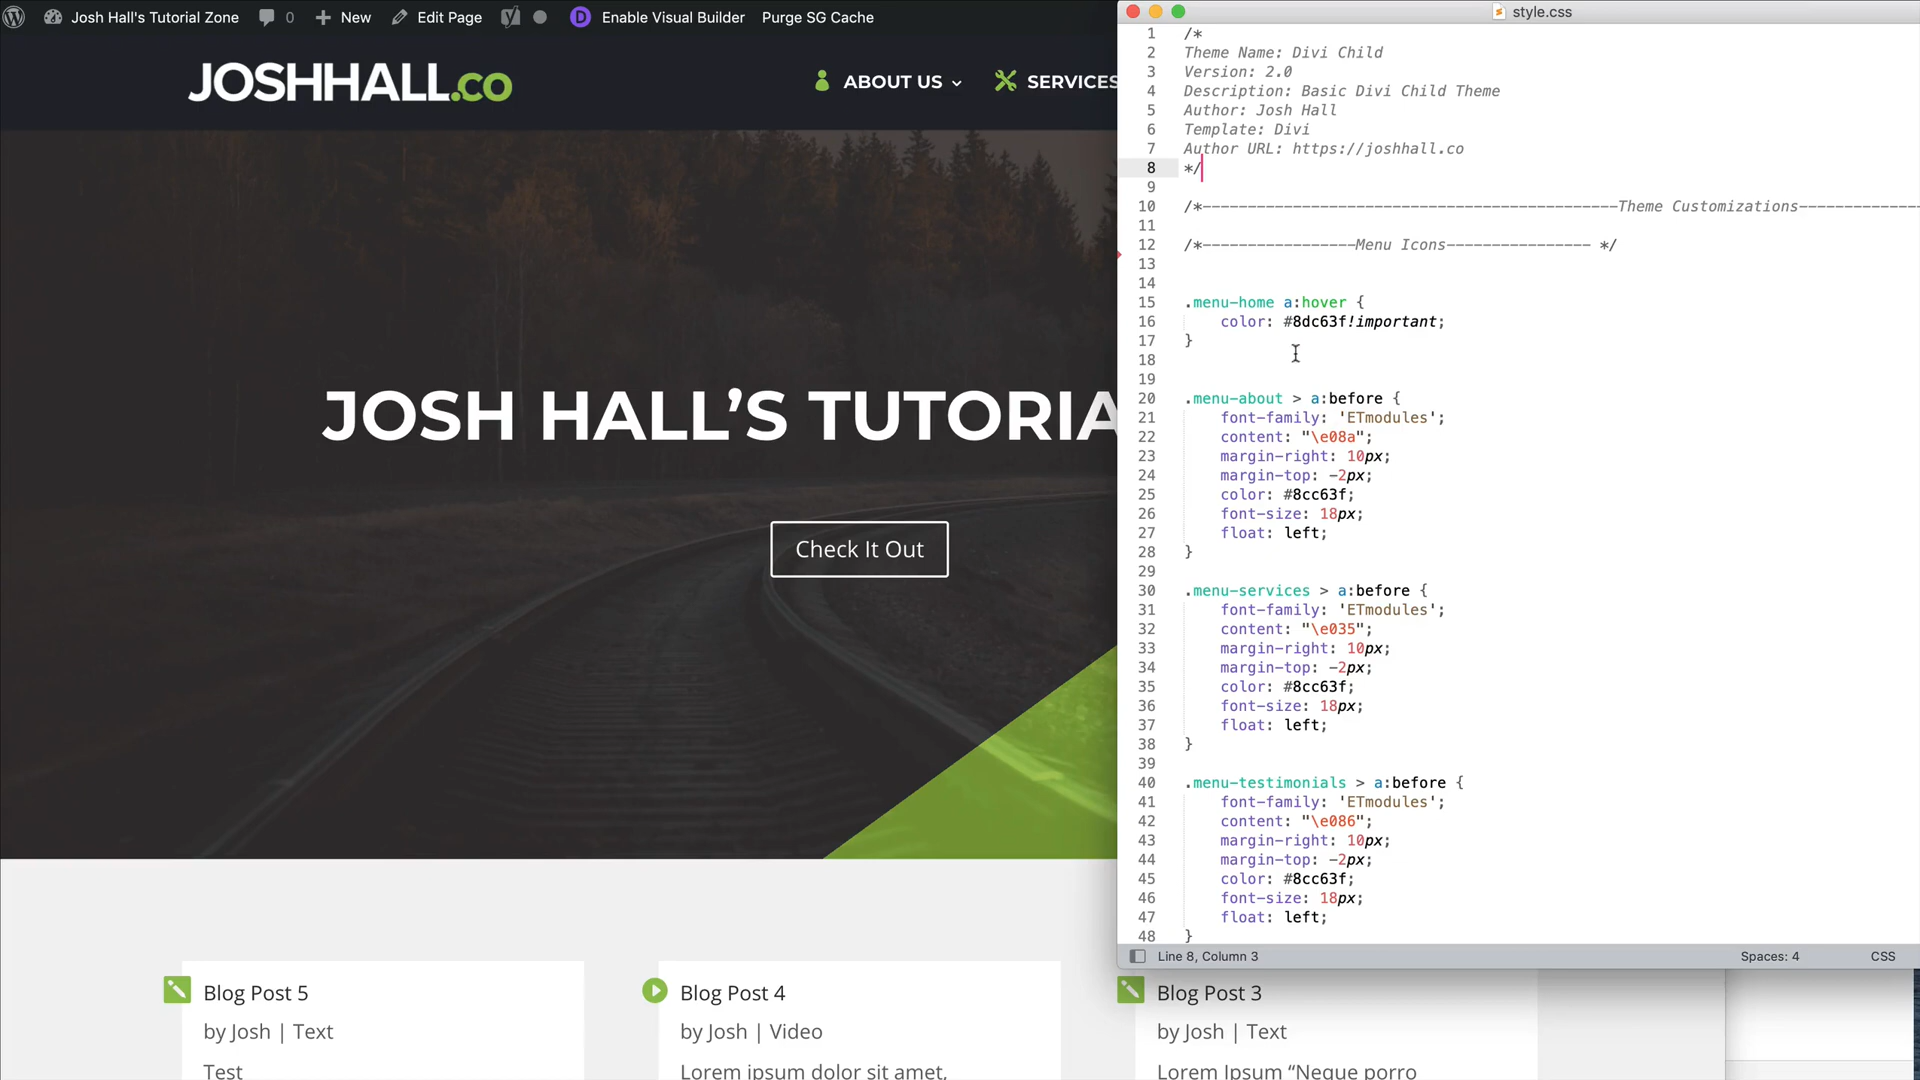 Josh Hall's Tutorial Zone 0 New Edit Page Enable Visual Builder Purge SG Cache
JOSHHALL.co
ABOUT US
SERVICES
JOSH HALL’S TUTORIA
Check It Out
Blog Post 5
by Josh | Text
Test
Blog Post 4
by Josh | Video
Lorem ipsum dolor sit amet,
Blog Post 3
by Josh | Text
Lorem Ipsum “Neque porro
style.css
1 /*
2 Theme Name: Divi Child
3 Version: 2.0
4 Description: Basic Divi Child Theme
5 Author: Josh Hall
6 Template: Divi
7 Author URL: https://joshhall.co
8 */
9
10 /*----------------------------------------------Theme Customizations--------------
11
12 /*-----------------Menu Icons---------------- */
13
14
15 .menu-home a:hover {
16 color: #8dc63f!important;
17 }
18
19
20 .menu-about > a:before {
21 font-family: 'ETmodules';
22 content: "\e08a";
23 margin-right: 10px;
24 margin-top: -2px;
25 color: #8cc63f;
26 font-size: 18px;
27 float: left;
28 }
29
30 .menu-services > a:before {
31 font-family: 'ETmodules';
32 content: "\e035";
33 margin-right: 10px;
34 margin-top: -2px;
35 color: #8cc63f;
36 font-size: 18px;
37 float: left;
38 }
39
40 .menu-testimonials > a:before {
41 font-family: 'ETmodules';
42 content: "\e086";
43 margin-right: 10px;
44 margin-top: -2px;
45 color: #8cc63f;
46 font-size: 18px;
47 float: left;
48 }
Line 8, Column 3 Spaces: 4 CSS